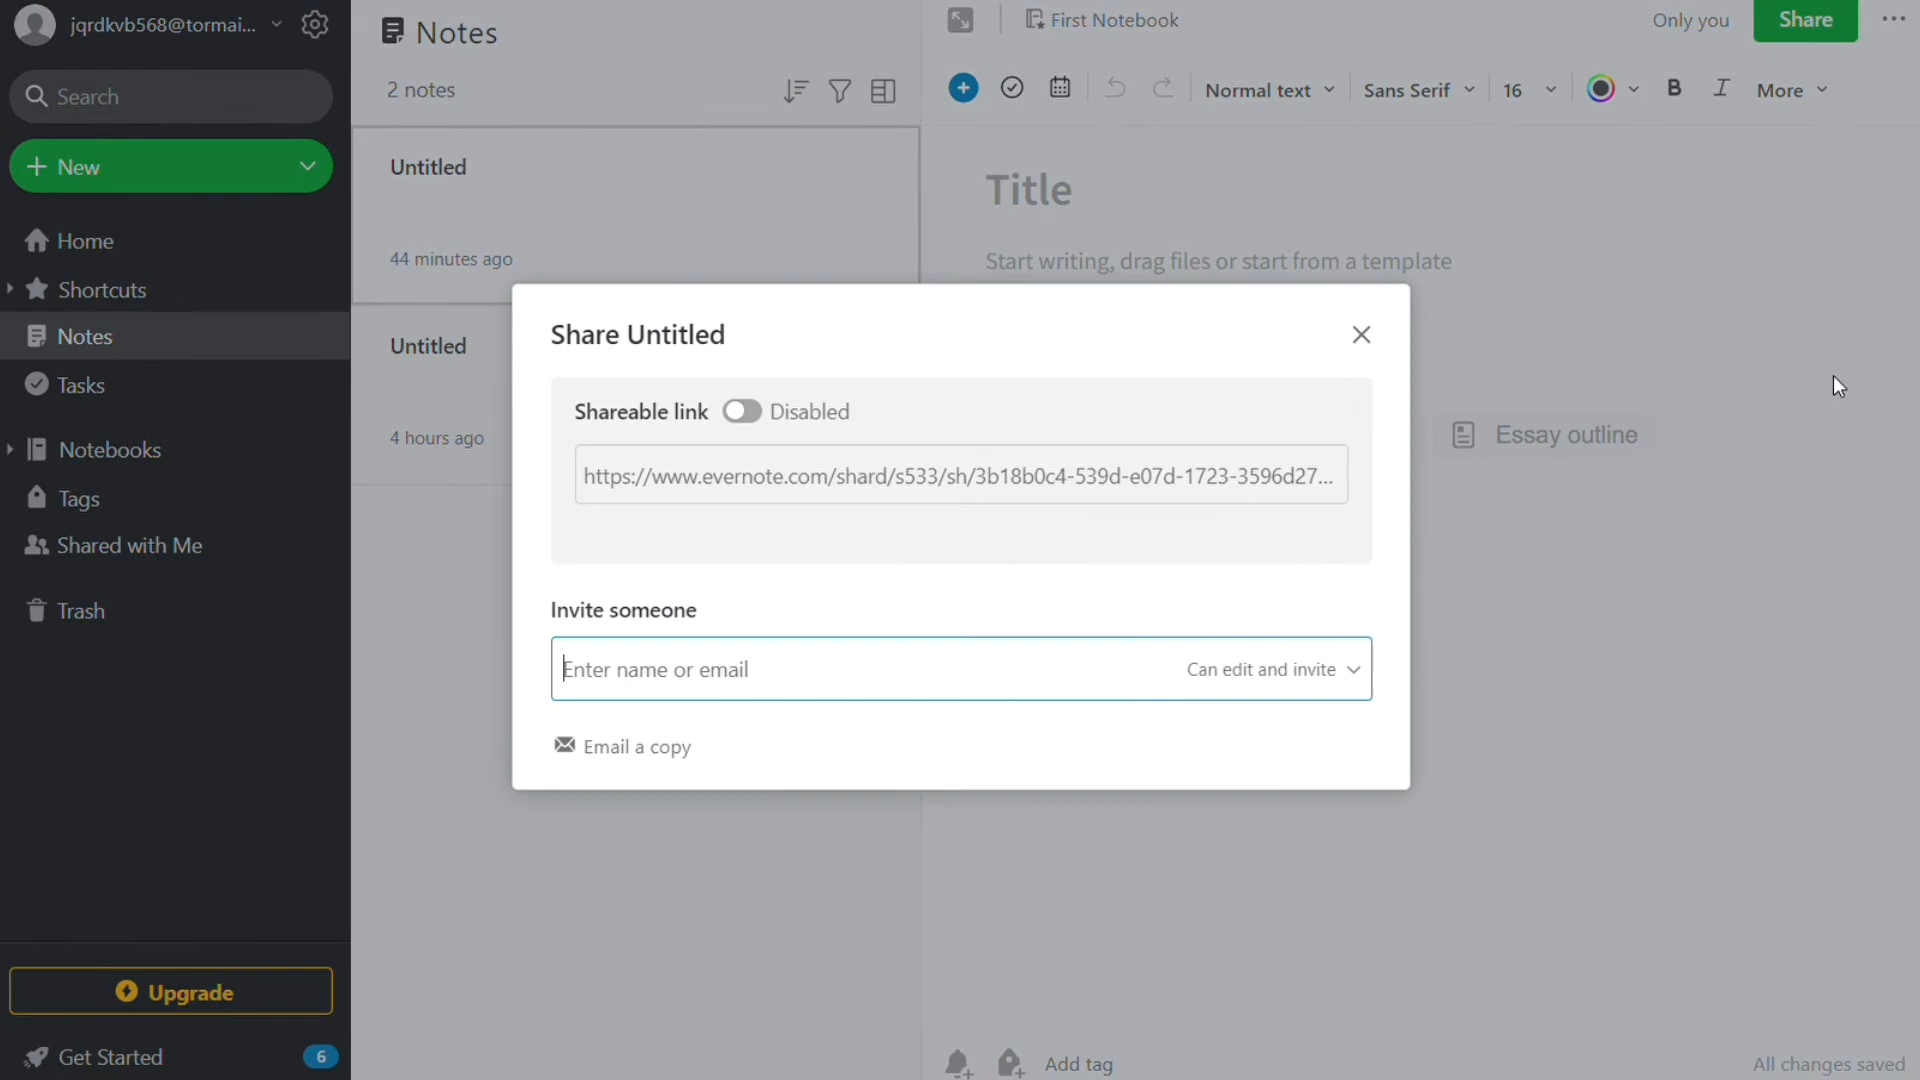 jqrdkvb568@tormai...
Search
New
Home
Shortcuts
Notes
Tasks
Notebooks
Tags
Shared with Me
Trash
Upgrade
Get Started
6
Notes
2 notes
Untitled
44 minutes ago
Untitled
4 hours ago
First Notebook
Only you
Share
Normal text
Sans Serif
16
B
I
More
Title
Start writing, drag files or start from a template
Essay outline
Share Untitled
Shareable link Disabled
https://www.evernote.com/shard/s533/sh/3b18b0c4-539d-e07d-1723-3596d27...
Invite someone
Enter name or email
Can edit and invite
Email a copy
Add tag
All changes saved